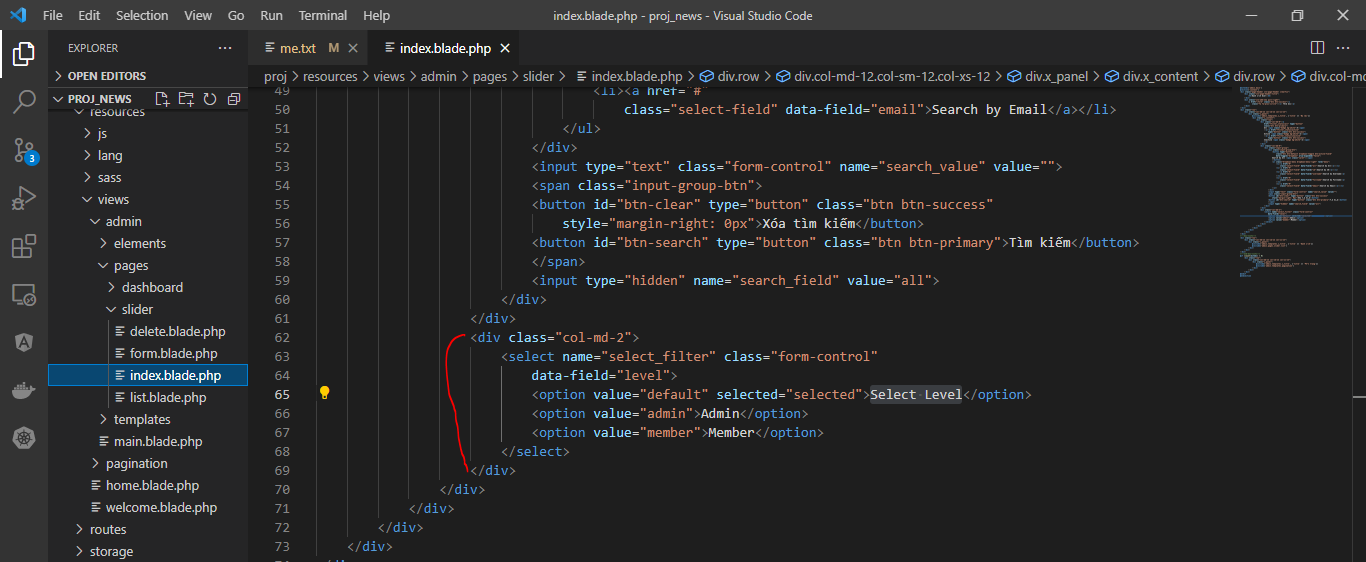 File Edit Selection View Go Run Terminal Help index.blade.php - proj_news - Visual Studio Code
EXPLORER ··· me.txt M index.blade.php
OPEN EDITORS
proj > resources > views > admin > pages > slider > index.blade.php > div.row > div.col-md-12.col-sm-12.col-xs-12 > div.x_panel > div.x_content > div.row > div.col-md
PROJ_NEWS
resources
js
lang
sass
views
admin
elements
pages
dashboard
slider
delete.blade.php
form.blade.php
index.blade.php
list.blade.php
templates
main.blade.php
pagination
home.blade.php
welcome.blade.php
routes
storage
3
49 <li><a href="#"
50 class="select-field" data-field="email">Search by Email</a></li>
51 </ul>
52 </div>
53 <input type="text" class="form-control" name="search_value" value="">
54 <span class="input-group-btn">
55 <button id="btn-clear" type="button" class="btn btn-success"
56 style="margin-right: 0px">Xóa tìm kiếm</button>
57 <button id="btn-search" type="button" class="btn btn-primary">Tìm kiếm</button>
58 </span>
59 <input type="hidden" name="search_field" value="all">
60 </div>
61 </div>
62 <div class="col-md-2">
63 <select name="select_filter" class="form-control"
64 data-field="level">
65 <option value="default" selected="selected">Select Level</option>
66 <option value="admin">Admin</option>
67 <option value="member">Member</option>
68 </select>
69 </div>
70 </div>
71 </div>
72 </div>
73 </div>